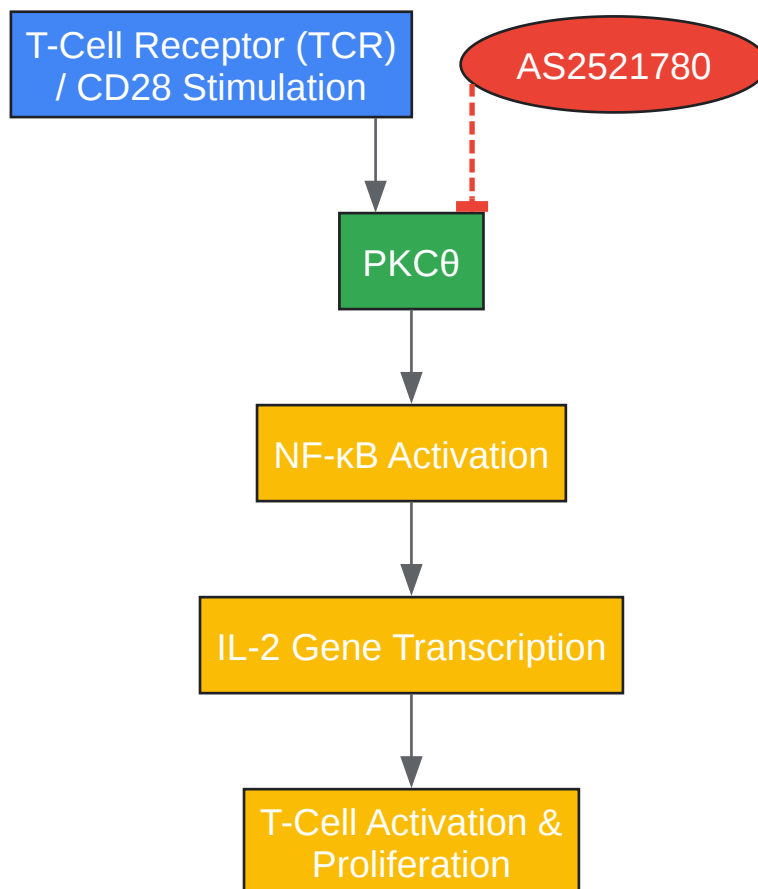 T-Cell Receptor (TCR)
/ CD28 Stimulation
AS2521780
PKCθ
NF-κB Activation
IL-2 Gene Transcription
T-Cell Activation &
Proliferation